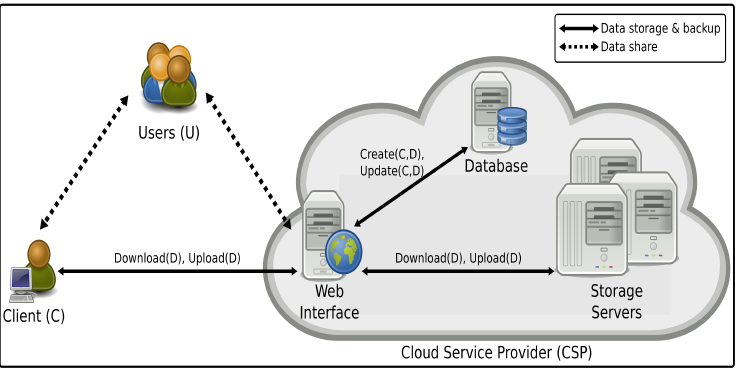 Data storage & backup
Data share
Users (U)
Create(C,D),
Update(C,D)
Database
Download(D), Upload(D)
Download(D), Upload(D)
Client (C)
Web
Interface
Storage
Servers
Cloud Service Provider (CSP)